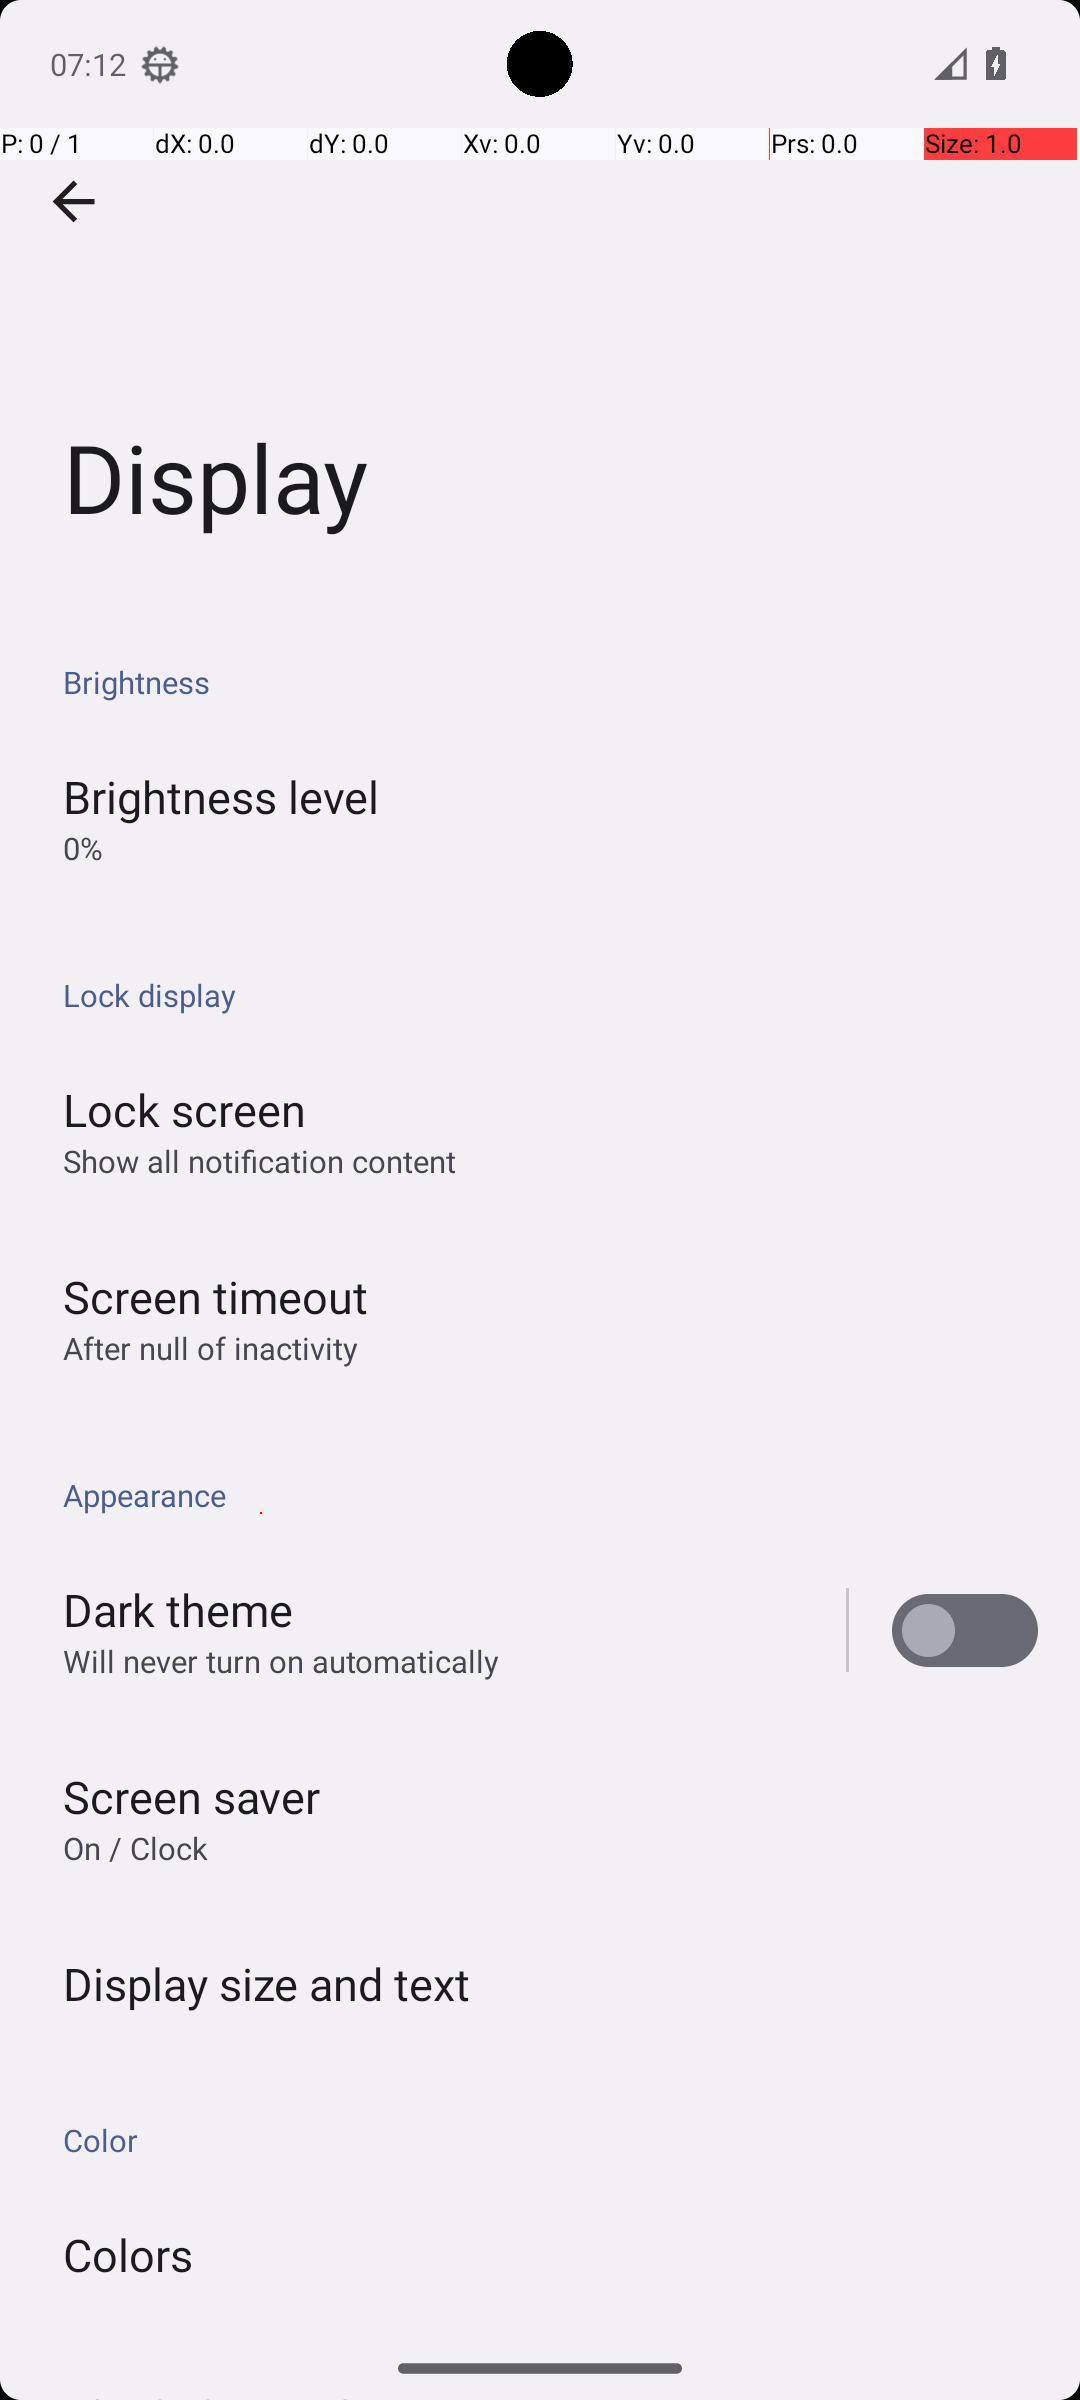 07:12
P: 0 / 1 dX: 0.0 dY: 0.0 Xv: 0.0 Yv: 0.0 Prs: 0.0 Size: 1.0
Display
Brightness
Brightness level
0%
Lock display
Lock screen
Show all notification content
Screen timeout
After null of inactivity
Appearance
Dark theme
Will never turn on automatically
Screen saver
On / Clock
Display size and text
Color
Colors